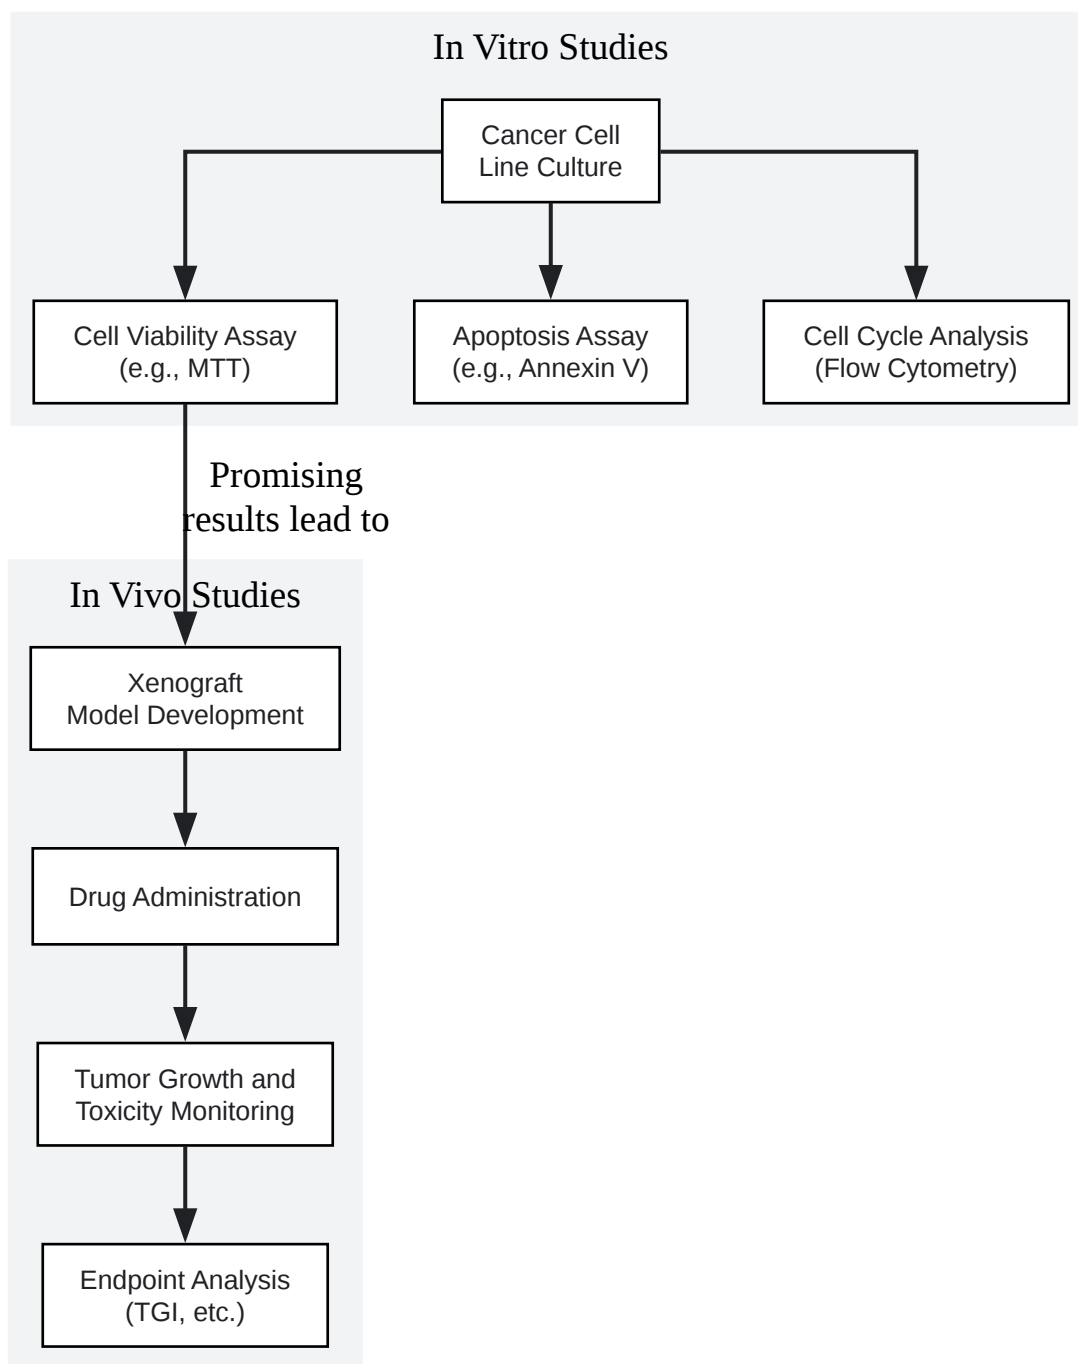 In Vitro Studies
Cancer Cell
Line Culture
Cell Viability Assay
(e.g., MTT)
Apoptosis Assay
(e.g., Annexin V)
Cell Cycle Analysis
(Flow Cytometry)
Promising
results lead to
In Vivo Studies
Xenograft
Model Development
Drug Administration
Tumor Growth and
Toxicity Monitoring
Endpoint Analysis
(TGI, etc.)